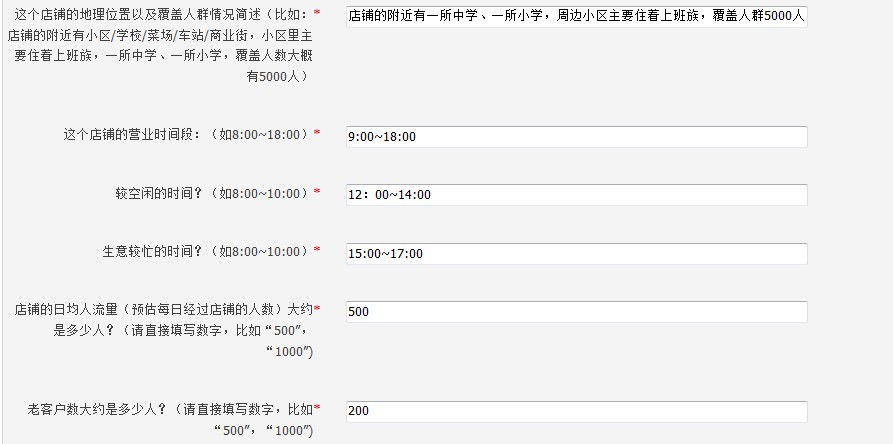 这个店铺的地理位置以及覆盖人群情况简述（比如：*
店铺的附近有小区/学校/菜场/车站/商业街，小区里主
要住着上班族，一所中学、一所小学，覆盖人数大概
有5000人）
店铺的附近有一所中学、一所小学，周边小区主要住着上班族，覆盖人群5000人
这个店铺的营业时间段：（如8:00~18:00）*
9:00~18:00
较空闲的时间？（如8:00~10:00）*
12：00~14:00
生意较忙的时间？（如8:00~10:00）*
15:00~17:00
店铺的日均人流量（预估每日经过店铺的人数）大约*
是多少人？（请直接填写数字，比如“500”，
“1000”)
500
老客户数大约是多少人？（请直接填写数字，比如*
“500”，“1000”)
200